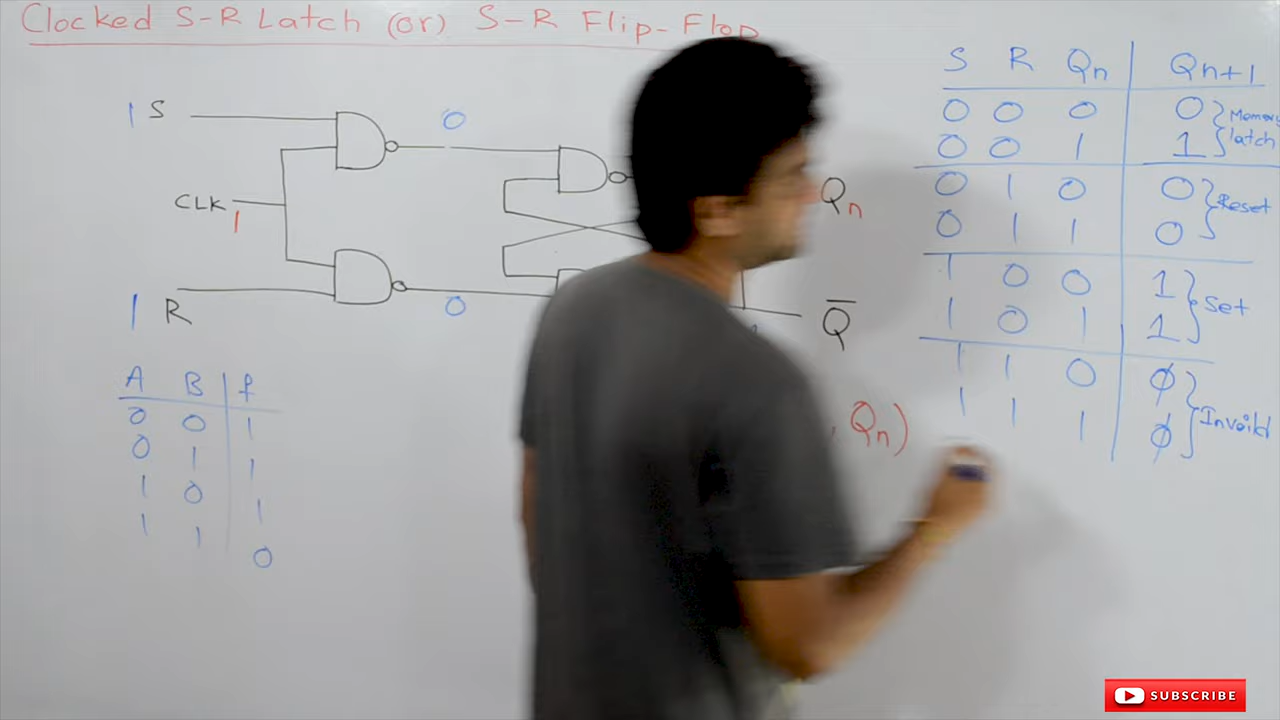 Clocked S-R Latch (or) S-R Flip-Flop
1 S
0
CLK
1
1 R
0
Qn
Q̅
, Qn)
A B f
0 0 1
0 1 1
1 0 1
1 1 0
S R Qn Qn+1
0 0 0 0
0 0 1 1
Memory
latch
0 1 0 0
0 1 1 0
Reset
1 0 0 1
1 0 1 1
Set
1 1 0 ϕ
1 1 1 ϕ
SUBSCRIBE